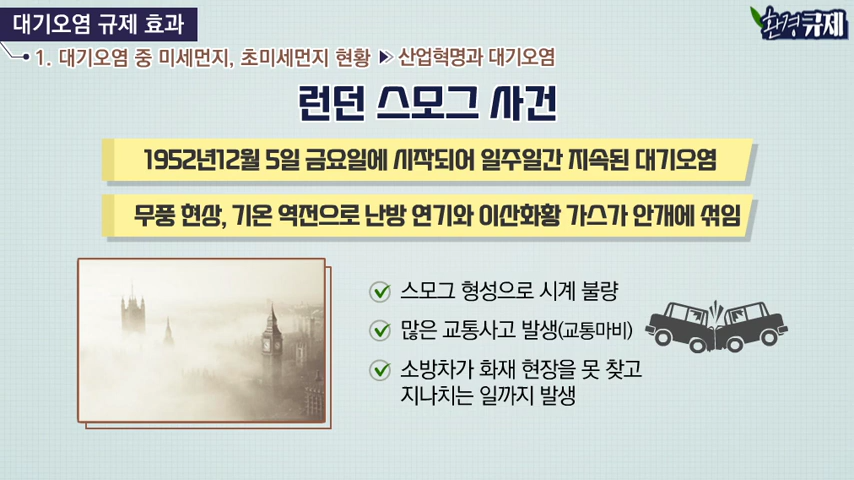 대기오염 규제 효과
환경규제
1. 대기오염 중 미세먼지, 초미세먼지 현황 ▶ 산업혁명과 대기오염
런던 스모그 사건
1952년12월 5일 금요일에 시작되어 일주일간 지속된 대기오염
무풍 현상, 기온 역전으로 난방 연기와 이산화황 가스가 안개에 섞임
스모그 형성으로 시계 불량
많은 교통사고 발생(교통마비)
소방차가 화재 현장을 못 찾고
지나치는 일까지 발생